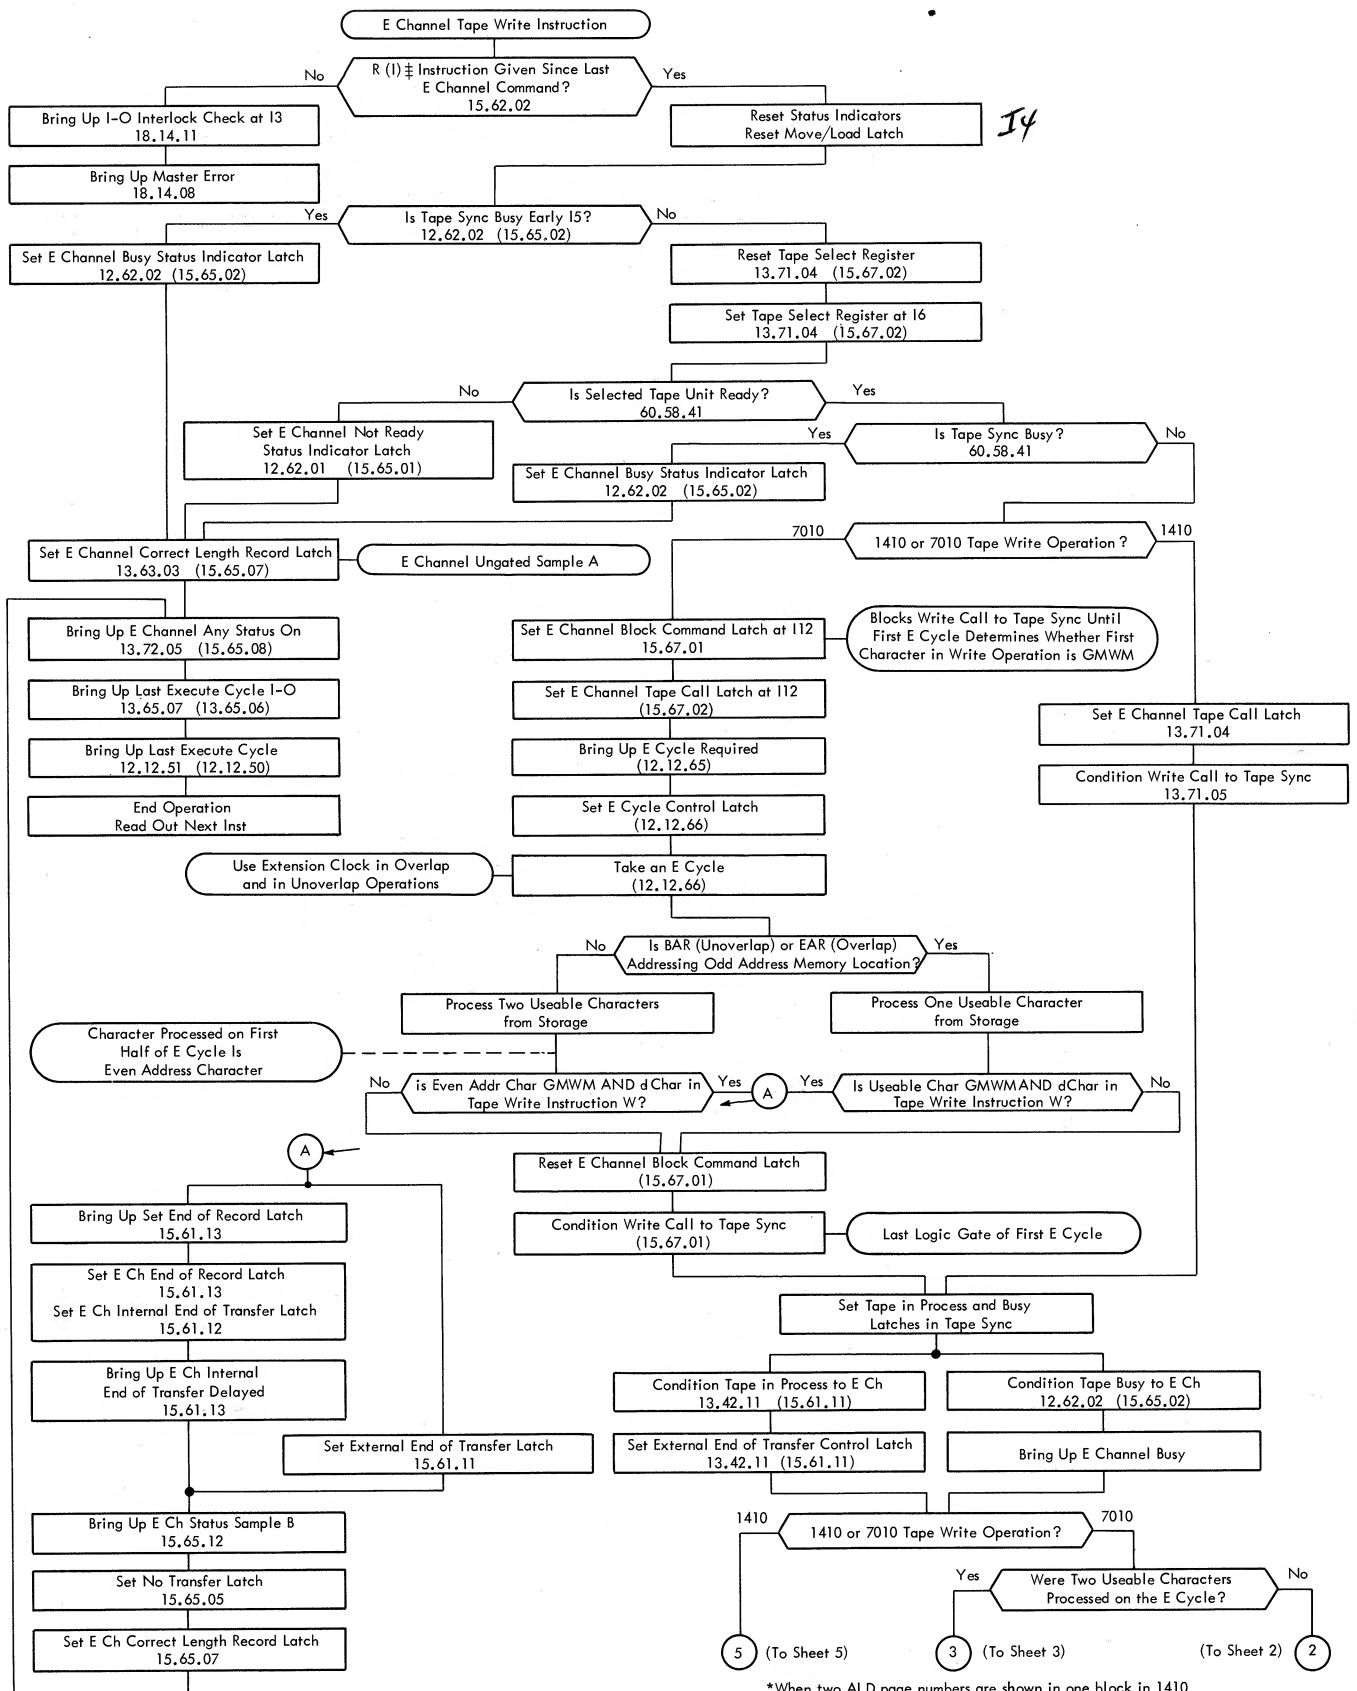 E Channel Tape Write Instruction
No
R (I) ‡ Instruction Given Since Last
E Channel Command?
15.62.02
Yes
Bring Up I-O Interlock Check at I3
18.14.11
Reset Status Indicators
Reset Move/Load Latch
I4
Bring Up Master Error
18.14.08
Yes
Is Tape Sync Busy Early I5?
12.62.02 (15.65.02)
No
Set E Channel Busy Status Indicator Latch
12.62.02 (15.65.02)
Reset Tape Select Register
13.71.04 (15.67.02)
Set Tape Select Register at I6
13.71.04 (15.67.02)
No
Is Selected Tape Unit Ready?
60.58.41
Yes
Set E Channel Not Ready
Status Indicator Latch
12.62.01 (15.65.01)
Yes
Is Tape Sync Busy?
60.58.41
No
Set E Channel Busy Status Indicator Latch
12.62.02 (15.65.02)
7010
1410 or 7010 Tape Write Operation?
1410
Set E Channel Correct Length Record Latch
13.63.03 (15.65.07)
E Channel Ungated Sample A
Bring Up E Channel Any Status On
13.72.05 (15.65.08)
Set E Channel Block Command Latch at I12
15.67.01
Blocks Write Call to Tape Sync Until
First E Cycle Determines Whether First
Character in Write Operation is GMWM
Bring Up Last Execute Cycle I-O
13.65.07 (13.65.06)
Set E Channel Tape Call Latch at I12
(15.67.02)
Set E Channel Tape Call Latch
13.71.04
Bring Up Last Execute Cycle
12.12.51 (12.12.50)
Bring Up E Cycle Required
(12.12.65)
Condition Write Call to Tape Sync
13.71.05
End Operation
Read Out Next Inst
Set E Cycle Control Latch
(12.12.66)
Use Extension Clock in Overlap
and in Unoverlap Operations
Take an E Cycle
(12.12.66)
No
Is BAR (Unoverlap) or EAR (Overlap)
Addressing Odd Address Memory Location?
Yes
Process Two Useable Characters
from Storage
Process One Useable Character
from Storage
Character Processed on First
Half of E Cycle Is
Even Address Character
No
is Even Addr Char GMWM AND dChar in
Tape Write Instruction W?
Yes
A
Yes
Is Useable Char GMWMAND dChar in
Tape Write Instruction W?
No
A
Reset E Channel Block Command Latch
(15.67.01)
Bring Up Set End of Record Latch
15.61.13
Condition Write Call to Tape Sync
(15.67.01)
Last Logic Gate of First E Cycle
Set E Ch End of Record Latch
15.61.13
Set E Ch Internal End of Transfer Latch
15.61.12
Set Tape in Process and Busy
Latches in Tape Sync
Bring Up E Ch Internal
End of Transfer Delayed
15.61.13
Condition Tape in Process to E Ch
13.42.11 (15.61.11)
Condition Tape Busy to E Ch
12.62.02 (15.65.02)
Set External End of Transfer Latch
15.61.11
Set External End of Transfer Control Latch
13.42.11 (15.61.11)
Bring Up E Channel Busy
Bring Up E Ch Status Sample B
15.65.12
1410
1410 or 7010 Tape Write Operation?
7010
Set No Transfer Latch
15.65.05
Yes
Were Two Useable Characters
Processed on the E Cycle?
No
Set E Ch Correct Length Record Latch
15.65.07
5 (To Sheet 5)
3 (To Sheet 3)
(To Sheet 2) 2
*When two ALD page numbers are shown in one block in 1410